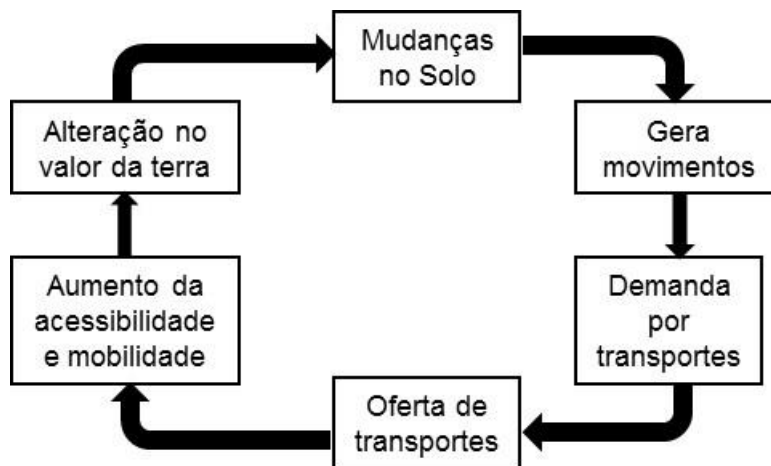 Mudanças
no Solo
Gera
movimentos
Demanda
por
transportes
Oferta de
transportes
Aumento da
acessibilidade
e mobilidade
Alteração no
valor da terra